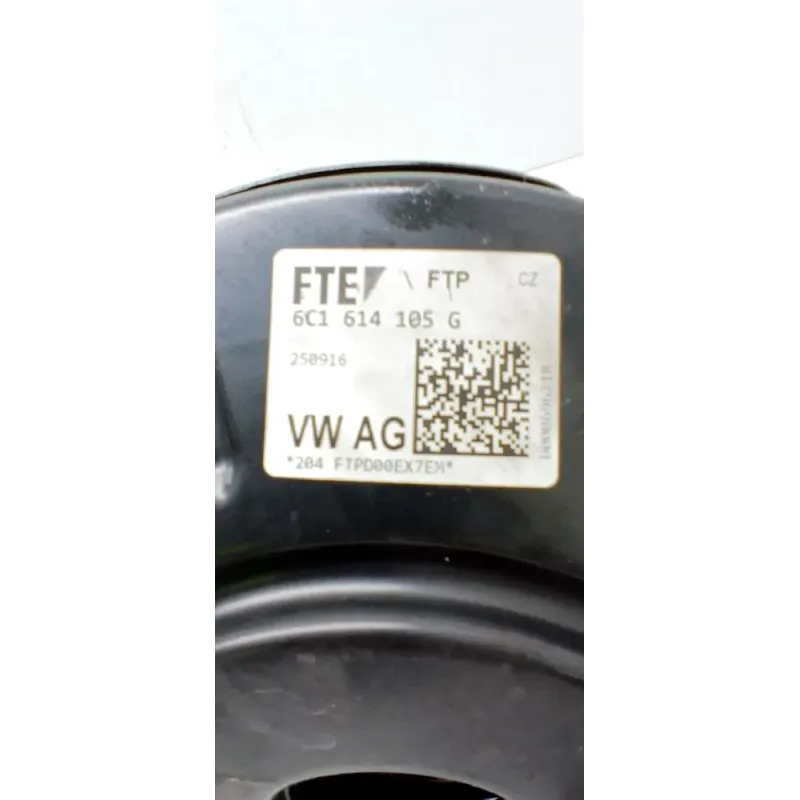 FTE FTP CZ
6C1 614 105 G
250916
VW AG
*204 FTPD00EX7EM*